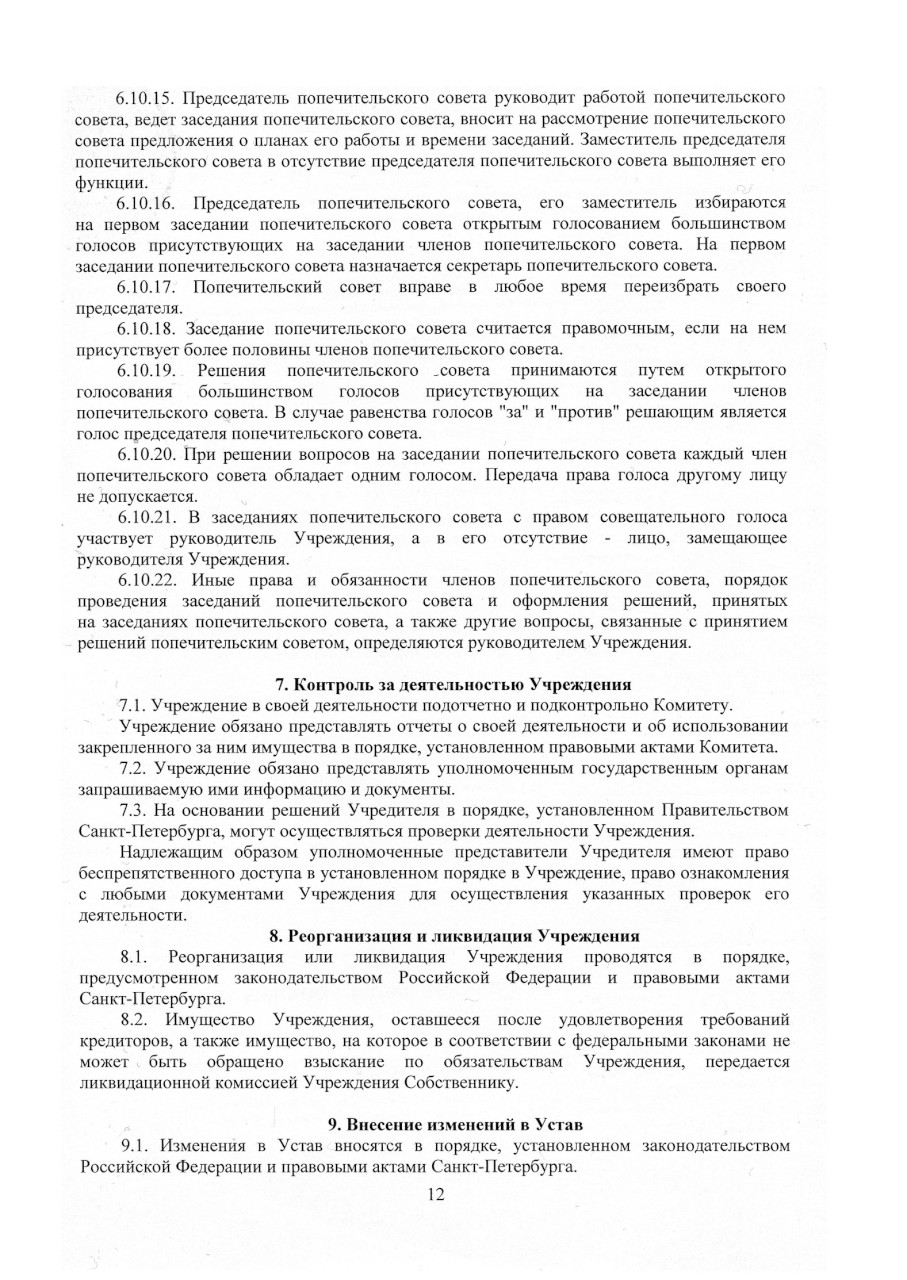 6.10.15. Председатель попечительского совета руководит работой попечительского
совета, ведет заседания попечительского совета, вносит на рассмотрение попечительского
совета предложения о планах его работы и времени заседаний. Заместитель председателя
попечительского совета в отсутствие председателя попечительского совета выполняет его
функции.
6.10.16. Председатель попечительского совета, его заместитель избираются
на первом заседании попечительского совета открытым голосованием большинством
голосов присутствующих на заседании членов попечительского совета. На первом
заседании попечительского совета назначается секретарь попечительского совета.
6.10.17. Попечительский совет вправе в любое время переизбрать своего
председателя.
6.10.18. Заседание попечительского совета считается правомочным, если на нем
присутствует более половины членов попечительского совета.
6.10.19. Решения попечительского совета принимаются путем открытого
голосования большинством голосов присутствующих на заседании членов
попечительского совета. В случае равенства голосов "за" и "против" решающим является
голос председателя попечительского совета.
6.10.20. При решении вопросов на заседании попечительского совета каждый член
попечительского совета обладает одним голосом. Передача права голоса другому лицу
не допускается.
6.10.21. В заседаниях попечительского совета с правом совещательного голоса
участвует руководитель Учреждения, а в его отсутствие - лицо, замещающее
руководителя Учреждения.
6.10.22. Иные права и обязанности членов попечительского совета, порядок
проведения заседаний попечительского совета и оформления решений, принятых
на заседаниях попечительского совета, а также другие вопросы, связанные с принятием
решений попечительским советом, определяются руководителем Учреждения.
7. Контроль за деятельностью Учреждения
7.1. Учреждение в своей деятельности подотчетно и подконтрольно Комитету.
Учреждение обязано представлять отчеты о своей деятельности и об использовании
закрепленного за ним имущества в порядке, установленном правовыми актами Комитета.
7.2. Учреждение обязано представлять уполномоченным государственным органам
запрашиваемую ими информацию и документы.
7.3. На основании решений Учредителя в порядке, установленном Правительством
Санкт-Петербурга, могут осуществляться проверки деятельности Учреждения.
Надлежащим образом уполномоченные представители Учредителя имеют право
беспрепятственного доступа в установленном порядке в Учреждение, право ознакомления
с любыми документами Учреждения для осуществления указанных проверок его
деятельности.
8. Реорганизация и ликвидация Учреждения
8.1. Реорганизация или ликвидация Учреждения проводятся в порядке,
предусмотренном законодательством Российской Федерации и правовыми актами
Санкт-Петербурга.
8.2. Имущество Учреждения, оставшееся после удовлетворения требований
кредиторов, а также имущество, на которое в соответствии с федеральными законами не
может быть обращено взыскание по обязательствам Учреждения, передается
ликвидационной комиссией Учреждения Собственнику.
9. Внесение изменений в Устав
9.1. Изменения в Устав вносятся в порядке, установленном законодательством
Российской Федерации и правовыми актами Санкт-Петербурга.
12